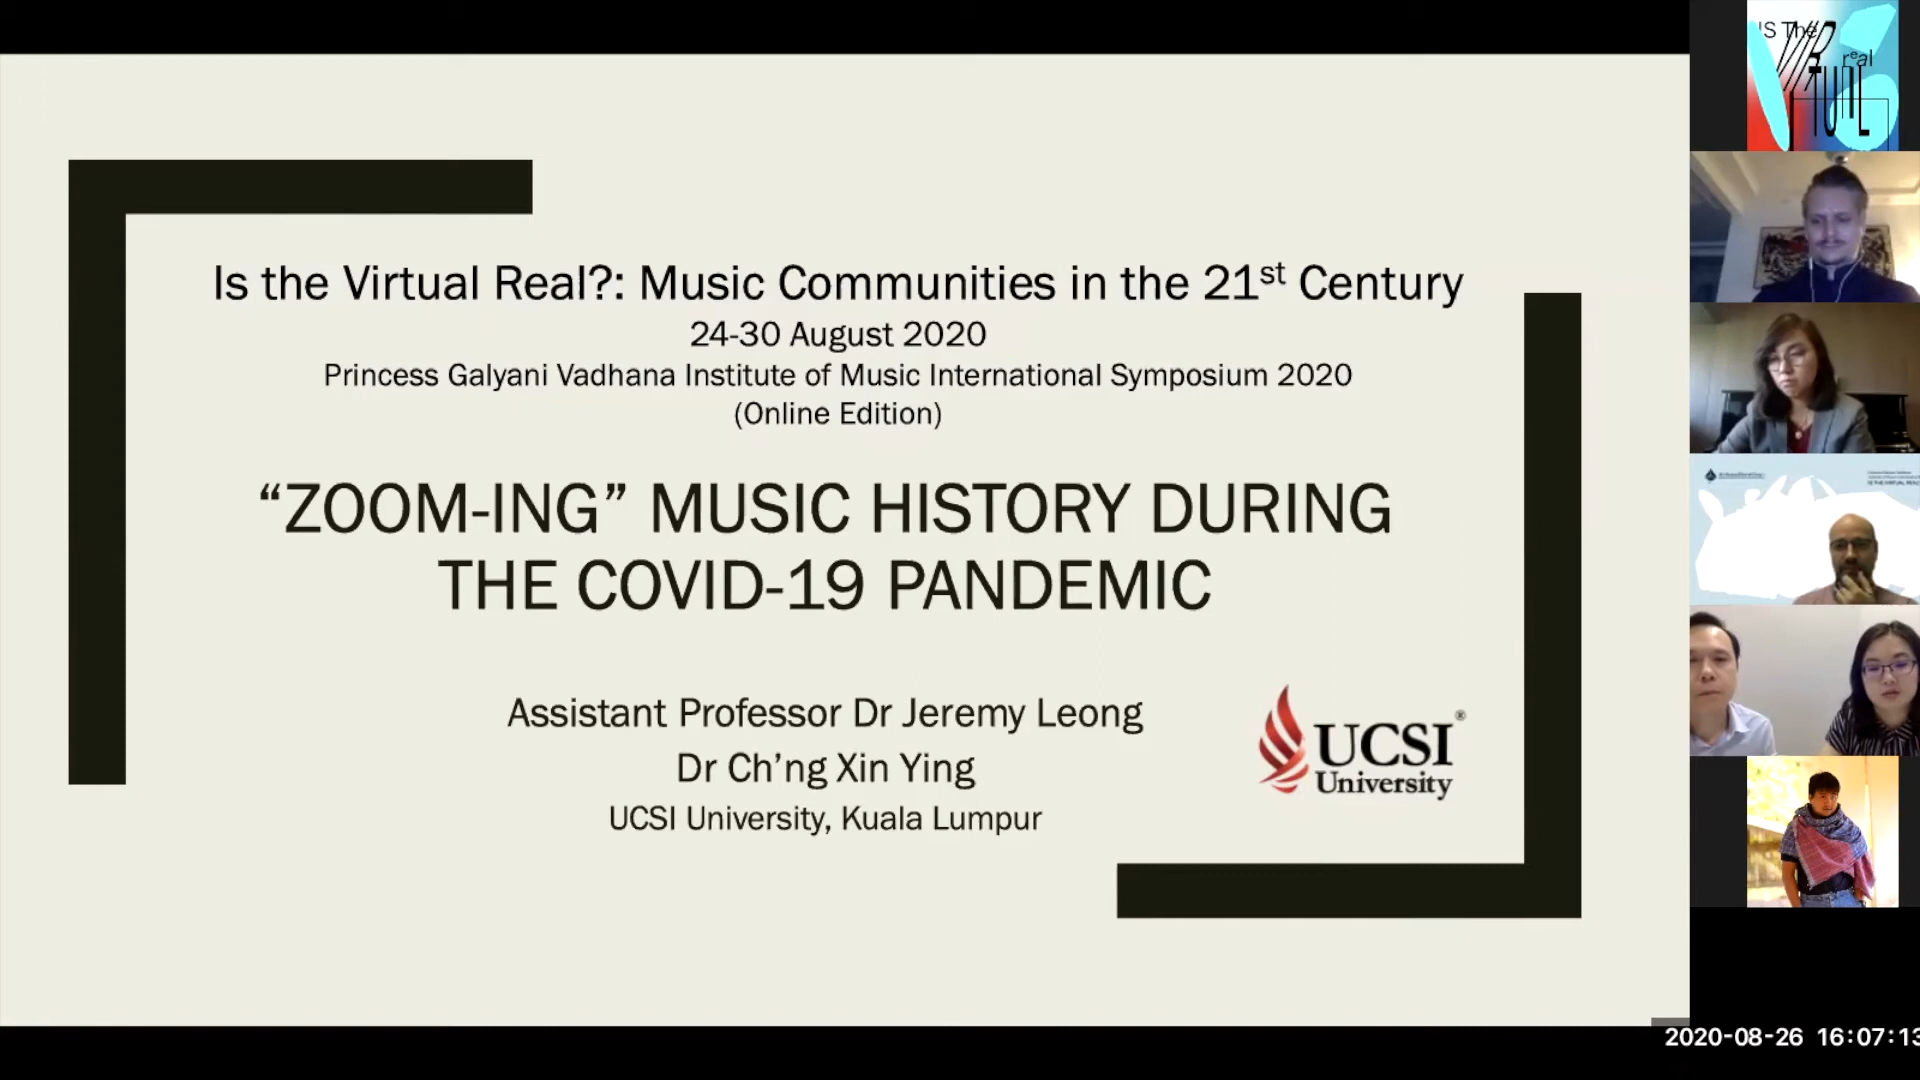 Is the Virtual Real?: Music Communities in the 21st Century
24-30 August 2020
Princess Galyani Vadhana Institute of Music International Symposium 2020
(Online Edition)
“ZOOM-ING” MUSIC HISTORY DURING
THE COVID-19 PANDEMIC
Assistant Professor Dr Jeremy Leong
Dr Ch’ng Xin Ying
UCSI University, Kuala Lumpur
UCSI®
University
IS The
VIRTUAL
real
2020-08-26 16:07:13